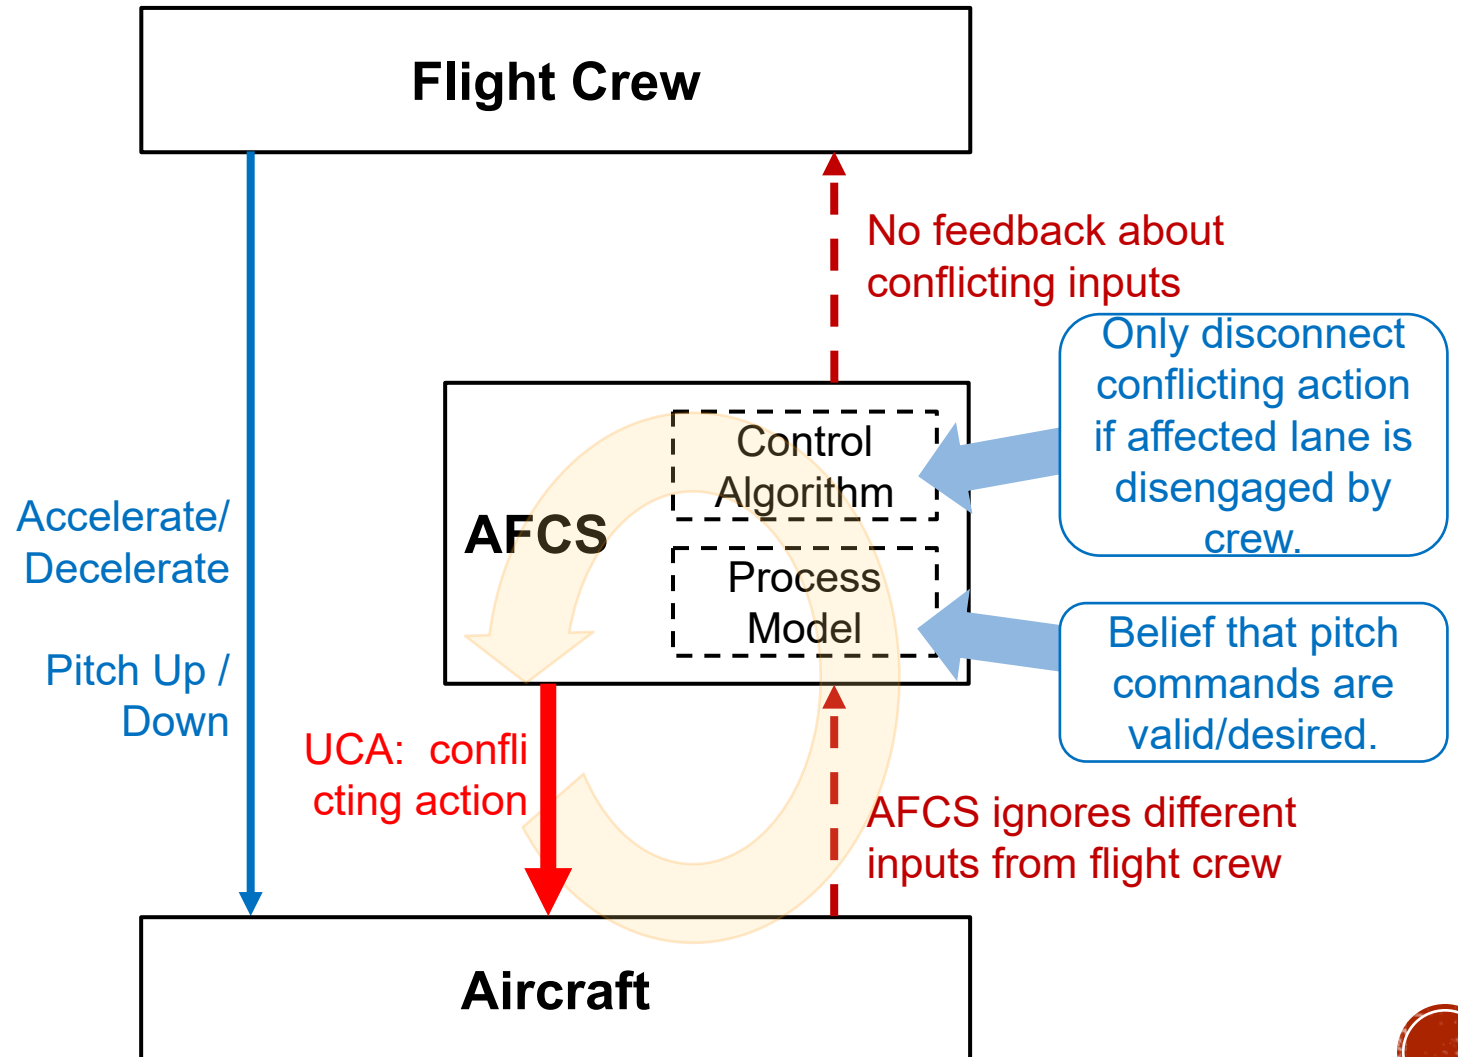 Flight Crew
No feedback about
conflicting inputs
Only disconnect
conflicting action
if affected lane is
disengaged by
crew.
Control
Algorithm
AFCS
Accelerate/
Decelerate
Process
Model
Belief that pitch
commands are
valid/desired.
Pitch Up /
Down
UCA:  confli
cting action
AFCS ignores different
inputs from flight crew
Aircraft